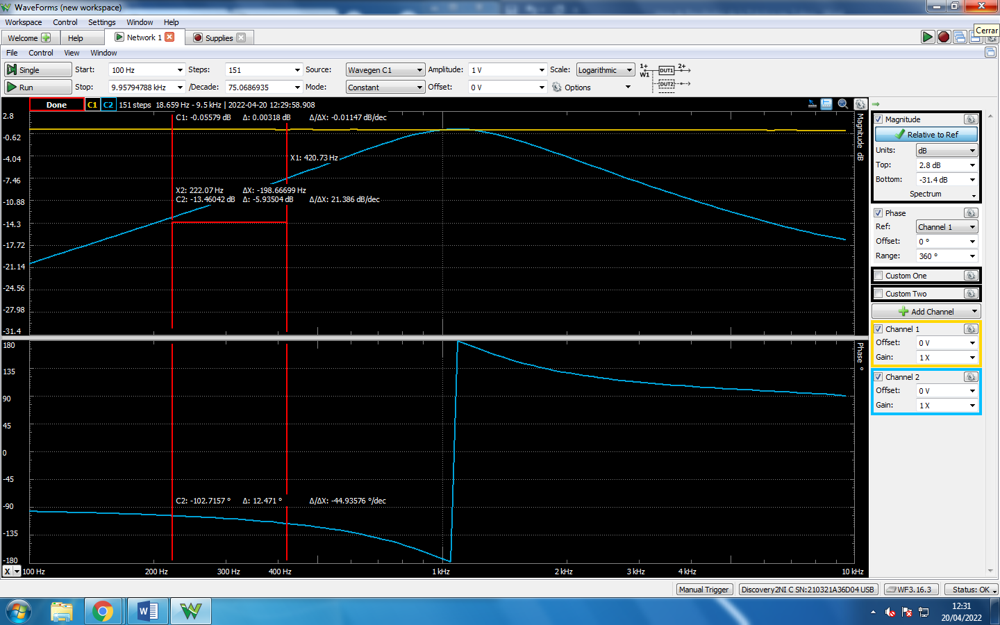 WaveForms (new workspace)
Workspace Control Settings Window Help
Cerrar
Welcome Help Network 1 Supplies
File Control View Window
Single Start: 100 Hz Steps: 151 Source: Wavegen C1 Amplitude: 1 V Scale: Logarithmic 1+ W1 DUT1 2+
Run Stop: 9.95794788 kHz /Decade: 75.0686935 Mode: Constant Offset: 0 V Options DUT2
Done C1 C2 151 steps 18.659 Hz - 9.5 kHz | 2022-04-20 12:29:58.908
C1: -0.05579 dB Δ: 0.00318 dB Δ/ΔX: -0.01147 dB/dec
X1: 420.73 Hz
X2: 222.07 Hz ΔX: -198.66699 Hz
C2: -13.46042 dB Δ: -5.93504 dB Δ/ΔX: 21.386 dB/dec
2.8
-0.62
-4.04
-7.46
-10.88
-14.3
-17.72
-21.14
-24.56
-27.98
-31.4
Magnitude dB
180
135
90
45
0
-45
-90
-135
-180
Phase °
C2: -102.7157 ° Δ: 12.471 ° Δ/ΔX: -44.93576 °/dec
X 100 Hz 200 Hz 300 Hz 400 Hz 1 kHz 2 kHz 3 kHz 4 kHz 10 kHz
Magnitude
Relative to Ref
Units: dB
Top: 2.8 dB
Bottom: -31.4 dB
Spectrum
Phase
Ref: Channel 1
Offset: 0 °
Range: 360 °
Custom One
Custom Two
Add Channel
Channel 1
Offset: 0 V
Gain: 1 X
Channel 2
Offset: 0 V
Gain: 1 X
Manual Trigger Discovery2NI C SN:210321A36D04 USB WF3.16.3 Status: OK
12:31
20/04/2022